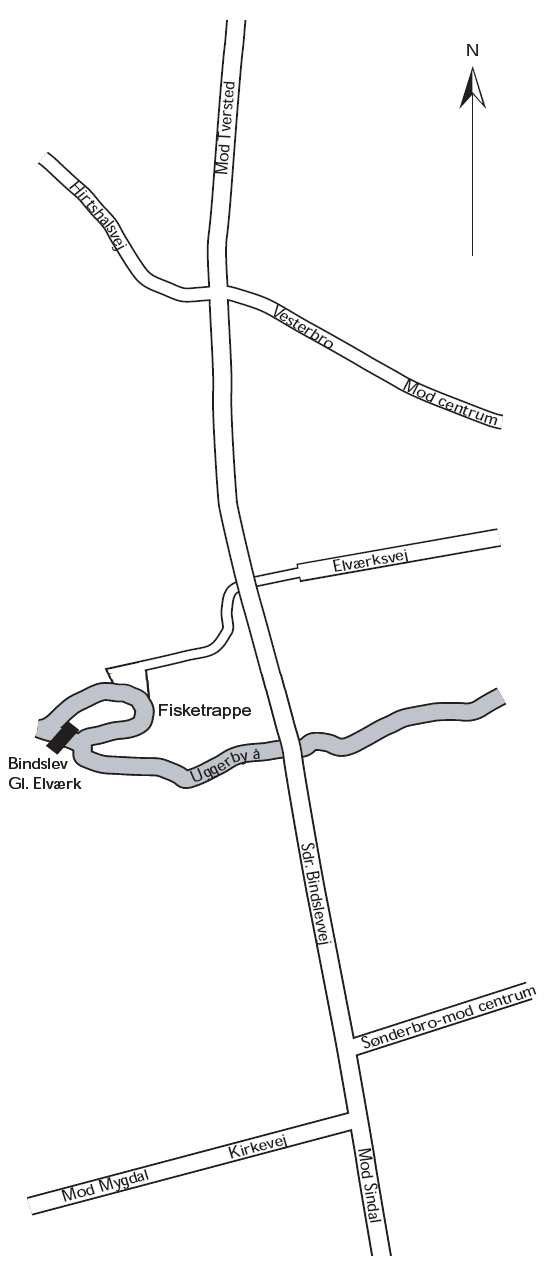 N
Mod Tversted
Hirtshalsvej
Vesterbro
Mod centrum
Elværksvej
Fisketrappe
Bindslev
Gl. Elværk
Uggerby å
Sdr. Bindslevvej
Sønderbro-mod centrum
Kirkevej
Mod Mygdal
Mod Sindal